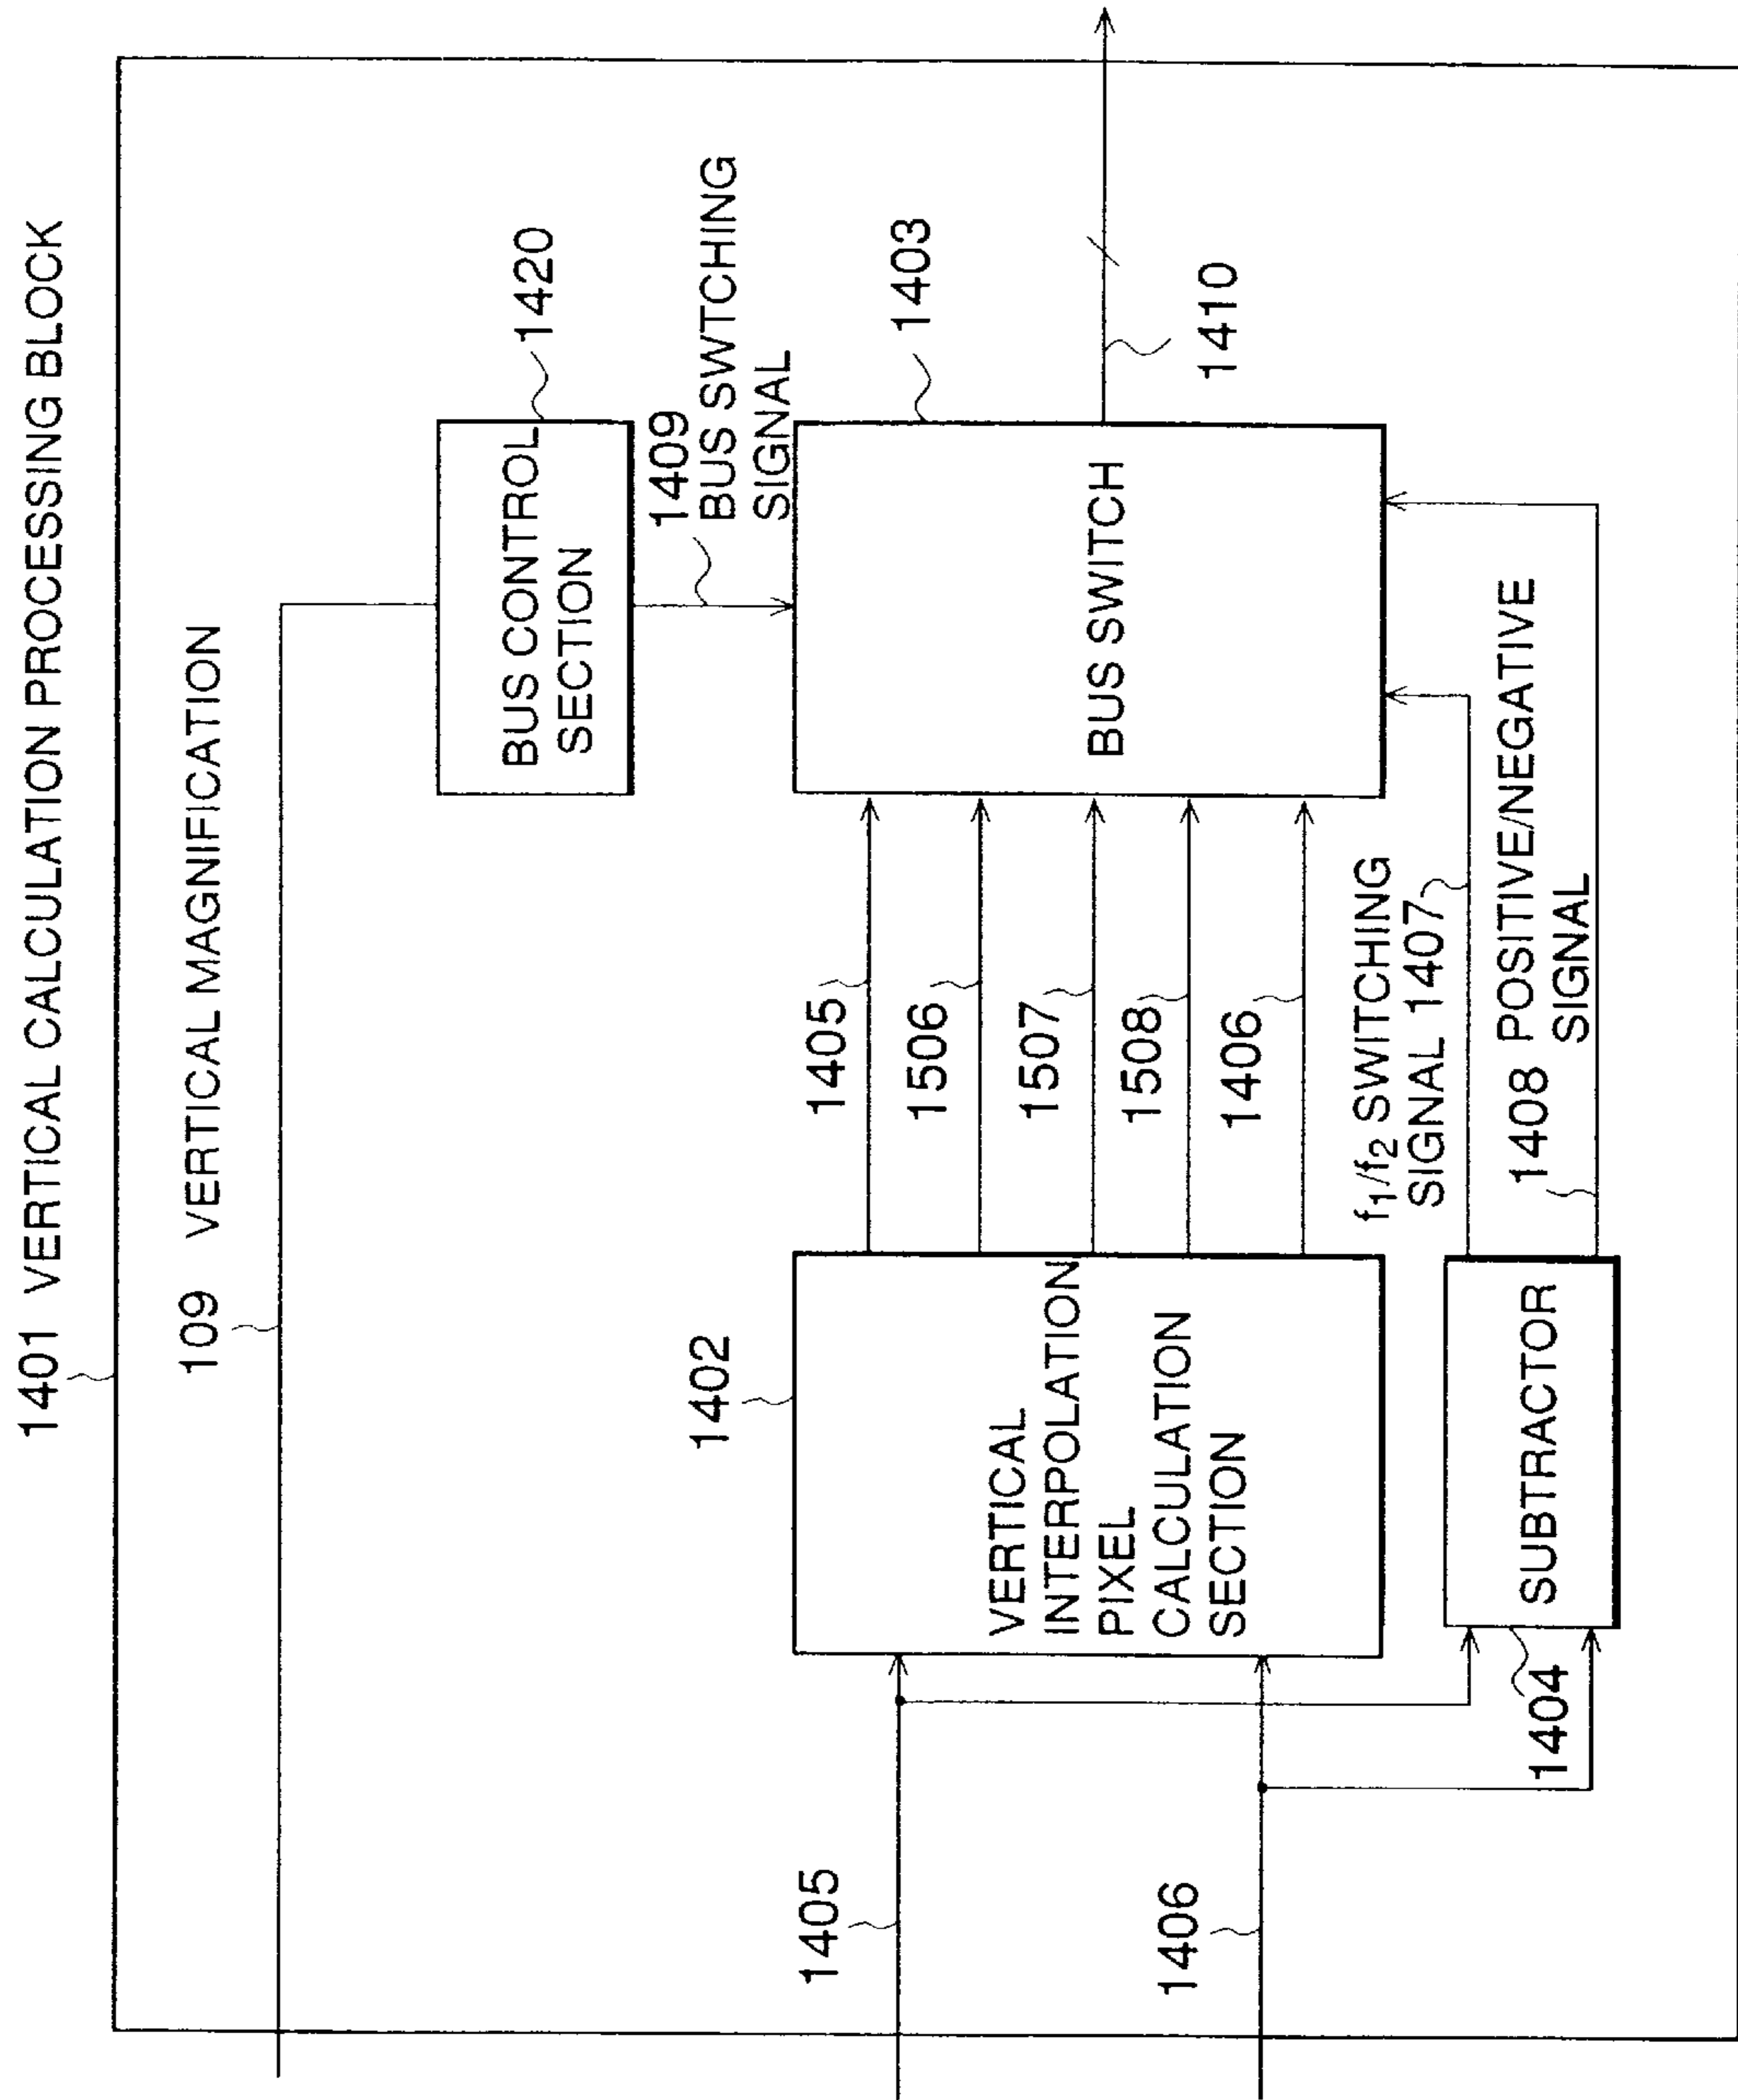 1401 VERTICAL CALCULATION PROCESSING BLOCK
109 VERTICAL MAGNIFICATION
BUS CONTROL
SECTION
1420
1409
BUS SWTCHING
SIGNAL
1402
VERTICAL
INTERPOLATION
PIXEL
CALCULATION
SECTION
1405
1506
1507
1508
1406
BUS SWITCH
1403
1410
1405
1406
f1/f2 SWITCHING
SIGNAL 1407
1408 POSITIVE/NEGATIVE
SIGNAL
SUBTRACTOR
1404